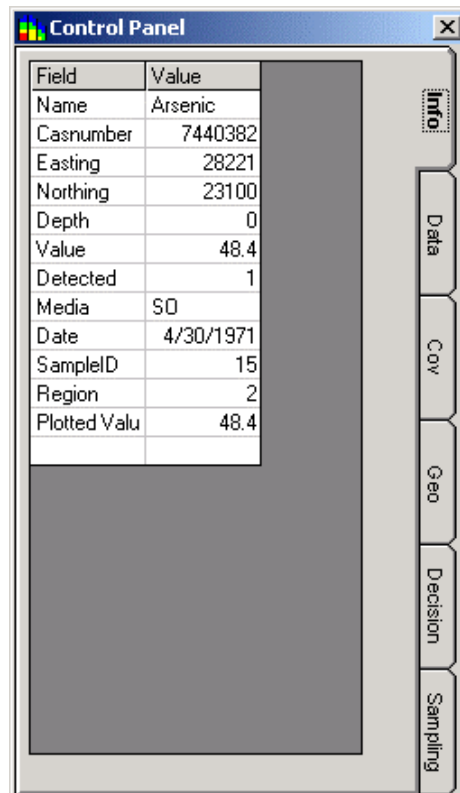 Control Panel
Field Value
Name Arsenic
Casnumber 7440382
Easting 28221
Northing 23100
Depth 0
Value 48.4
Detected 1
Media SO
Date 4/30/1971
SampleID 15
Region 2
Plotted Valu 48.4
Info
Data
Cov
Geo
Decision
Sampling